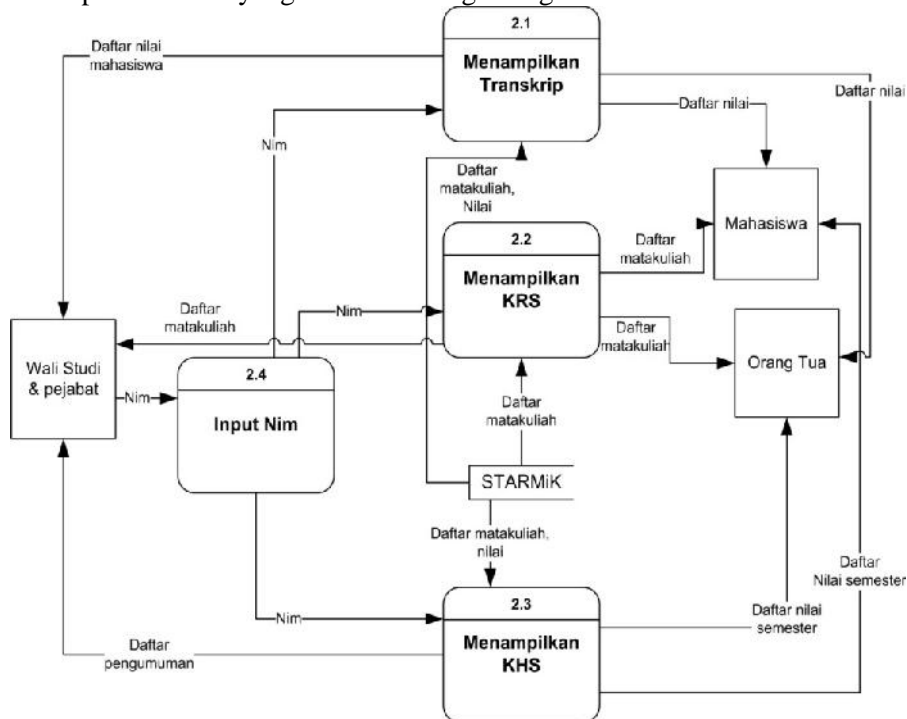 2.1
Menampilkan
Transkrip
Daftar nilai
mahasiswa
Daftar nilai
Daftar nilai
Nim
Daftar
matakuliah,
Nilai
2.2
Menampilkan
KRS
Daftar
matakuliah
Mahasiswa
Daftar
matakuliah
Nim
Daftar
matakuliah
Orang Tua
Wali Studi
& pejabat
Nim
2.4
Input Nim
Daftar
matakuliah
STARMiK
Daftar matakuliah,
nilai
Daftar
Nilai semester
2.3
Menampilkan
KHS
Nim
Daftar nilai
semester
Daftar
pengumuman